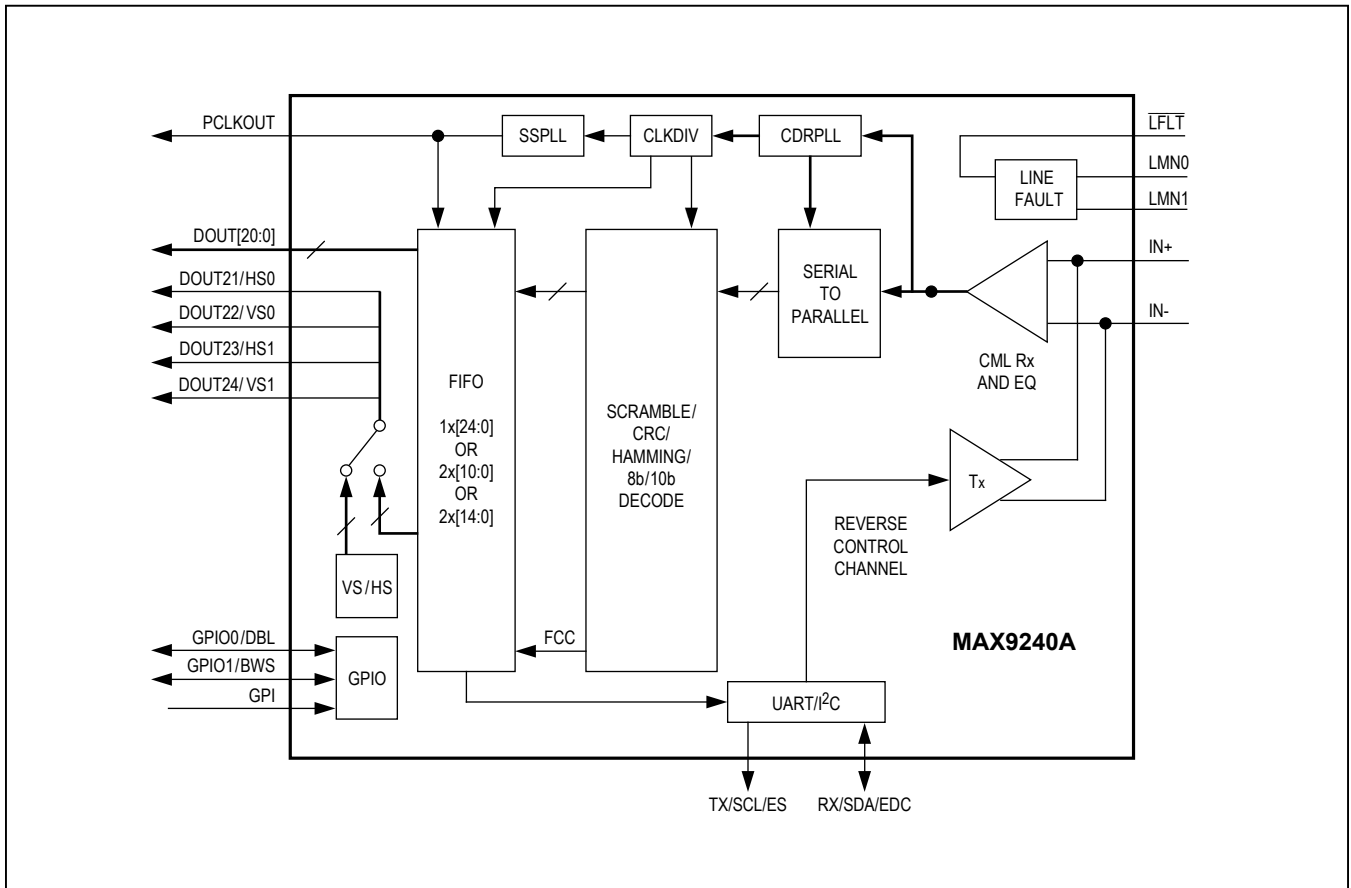 PCLKOUT
SSPLL
CLKDIV
CDRPLL
LFLT
LMN0
LMN1
LINE
FAULT
DOUT[20:0]
DOUT21/HS0
DOUT22/VS0
DOUT23/HS1
DOUT24/VS1
IN+
IN-
SERIAL
TO
PARALLEL
CML Rx
AND EQ
FIFO
1x[24:0]
OR
2x[10:0]
OR
2x[14:0]
SCRAMBLE/
CRC/
HAMMING/
8b/10b
DECODE
Tx
REVERSE
CONTROL
CHANNEL
VS/HS
GPIO0/DBL
GPIO1/BWS
GPI
GPIO
FCC
MAX9240A
UART/I²C
TX/SCL/ES
RX/SDA/EDC